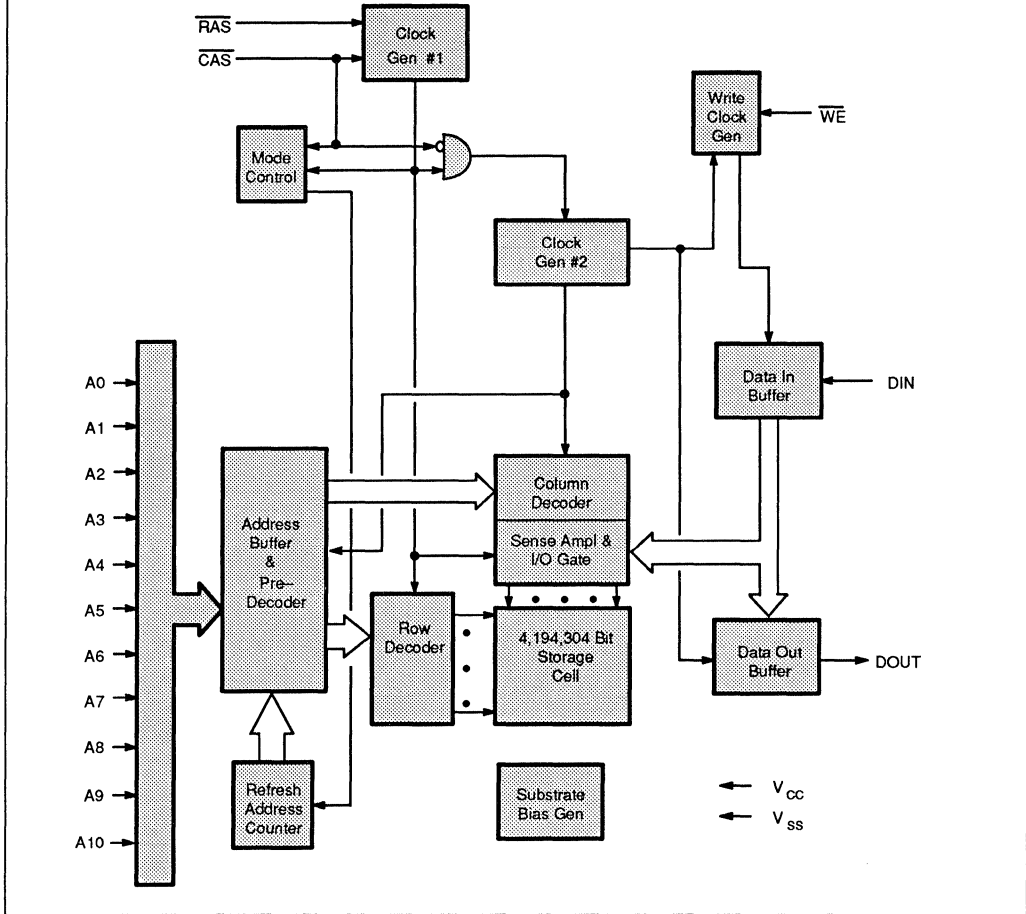 RAS
CAS
Clock
Gen #1
Write
Clock
Gen
WE
Mode
Control
Clock
Gen #2
Data In
Buffer
DIN
A0
A1
A2
A3
A4
A5
A6
A7
A8
A9
A10
Address
Buffer
&
Pre–
Decoder
Column
Decoder
Sense Ampl &
I/O Gate
Row
Decoder
4,194,304 Bit
Storage
Cell
Data Out
Buffer
DOUT
Refresh
Address
Counter
Substrate
Bias Gen
VCC
VSS